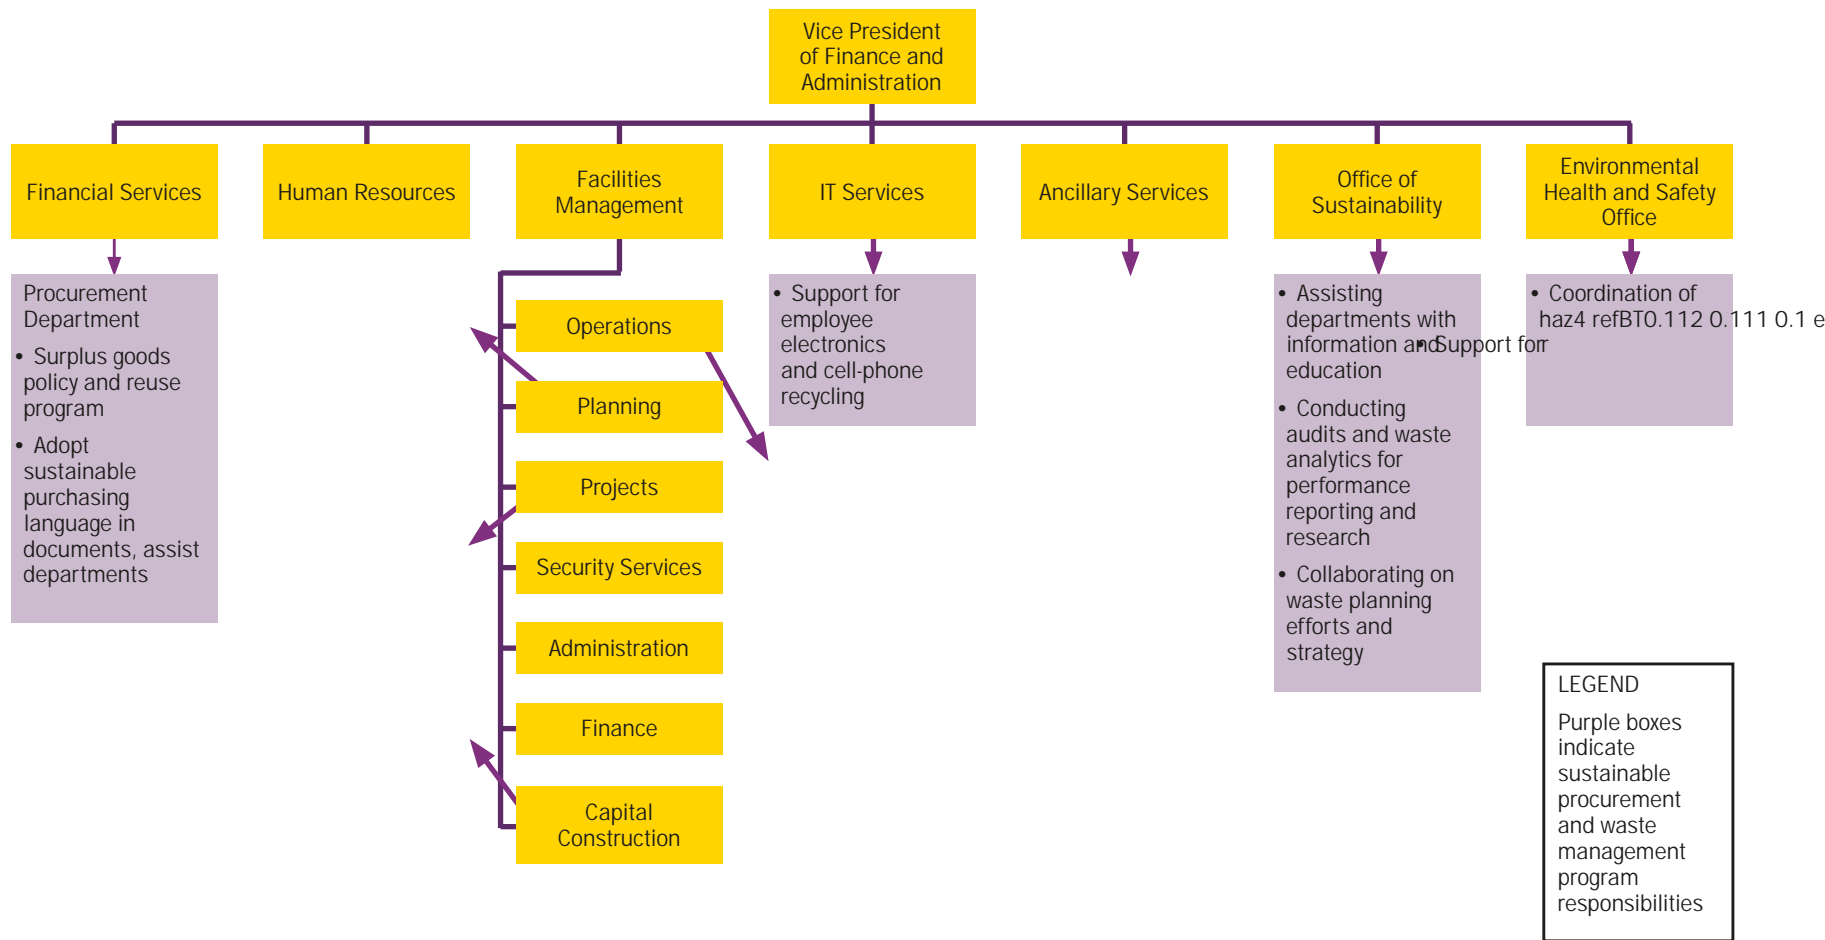 Vice President
of Finance and
Administration
Financial Services
Human Resources
Facilities
Management
IT Services
Ancillary Services
Office of
Sustainability
Environmental
Health and Safety
Office
Procurement
Department
• Surplus goods
policy and reuse
program
• Adopt
sustainable
purchasing
language in
documents, assist
departments
Operations
Planning
Projects
Security Services
Administration
Finance
Capital
Construction
• Support for
employee
electronics
and cell-phone
recycling
• Assisting
departments with
information and
education
• Conducting
audits and waste
analytics for
performance
reporting and
research
• Collaborating on
waste planning
efforts and
strategy
• Support for
• Coordination of
haz4 refBT0.112 0.111 0.1 e
LEGEND
Purple boxes
indicate
sustainable
procurement
and waste
management
program
responsibilities